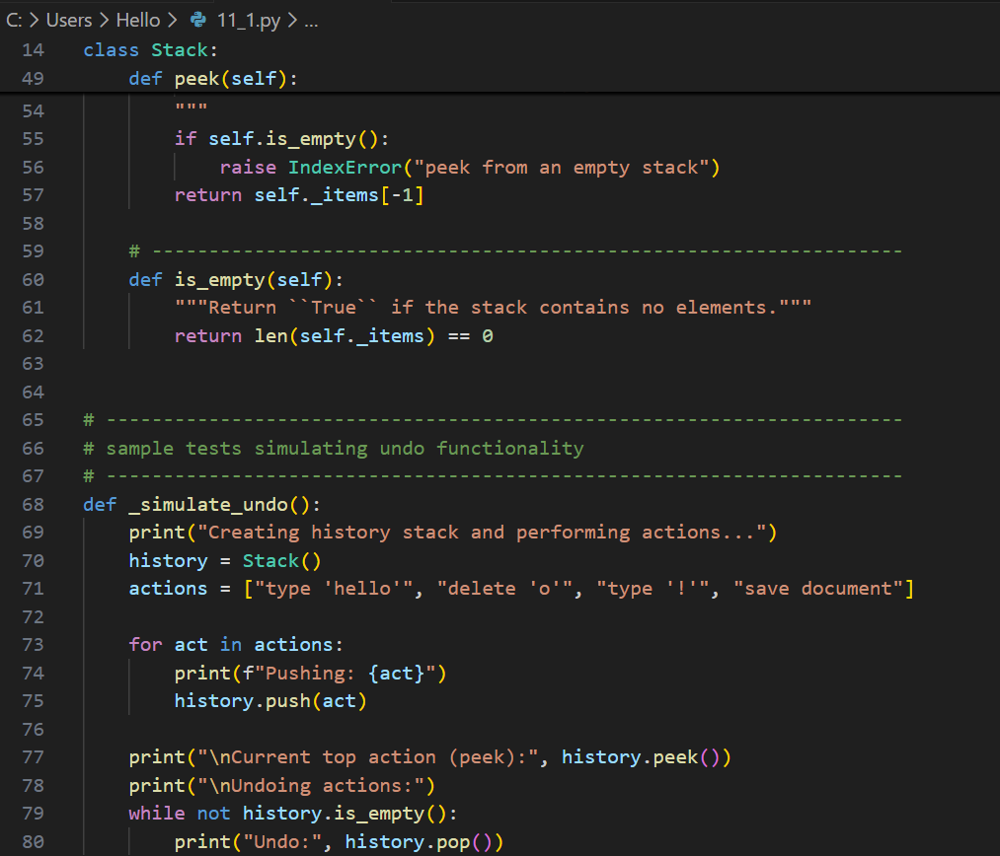 C: > Users > Hello > 11_1.py > ...
14 class Stack:
49     def peek(self):
54         """
55         if self.is_empty():
56             raise IndexError("peek from an empty stack")
57         return self._items[-1]
58
59     # ------------------------------------------------------------------
60     def is_empty(self):
61         """Return ``True`` if the stack contains no elements."""
62         return len(self._items) == 0
63
64
65 # ----------------------------------------------------------------------
66 # sample tests simulating undo functionality
67 # ----------------------------------------------------------------------
68 def _simulate_undo():
69     print("Creating history stack and performing actions...")
70     history = Stack()
71     actions = ["type 'hello'", "delete 'o'", "type '!'", "save document"]
72
73     for act in actions:
74         print(f"Pushing: {act}")
75         history.push(act)
76
77     print("\nCurrent top action (peek):", history.peek())
78     print("\nUndoing actions:")
79     while not history.is_empty():
80         print("Undo:", history.pop())